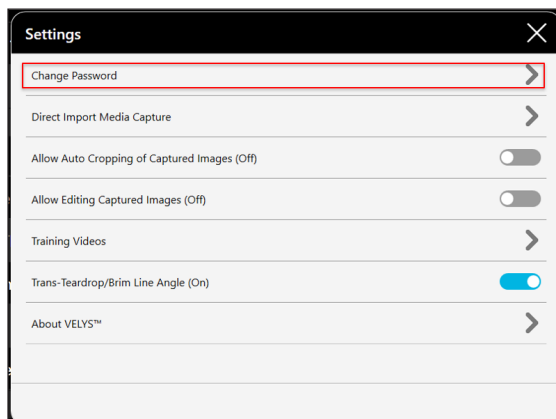 Settings
Change Password
Direct Import Media Capture
Allow Auto Cropping of Captured Images (Off)
Allow Editing Captured Images (Off)
Training Videos
Trans-Teardrop/Brim Line Angle (On)
About VELYS™